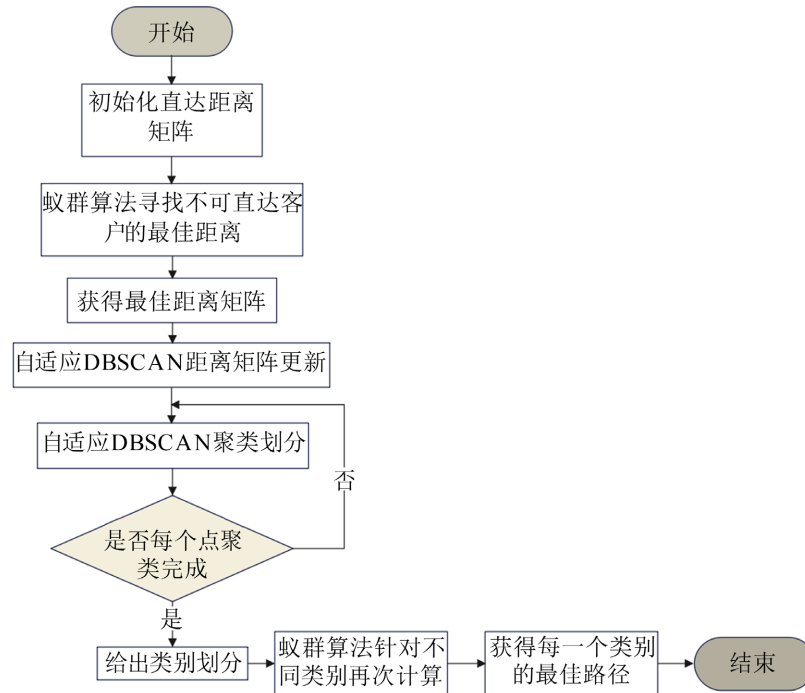 开始
初始化直达距离
矩阵
蚁群算法寻找不可直达客
户的最佳距离
获得最佳距离矩阵
自适应DBSCAN距离矩阵更新
自适应DBSCAN聚类划分
否
是否每个点聚
类完成
是
给出类别划分
蚁群算法针对不
同类别再次计算
获得每一个类别
的最佳路径
结束